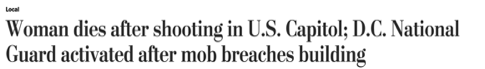 Local
Woman dies after shooting in U.S. Capitol; D.C. National
Guard activated after mob breaches building